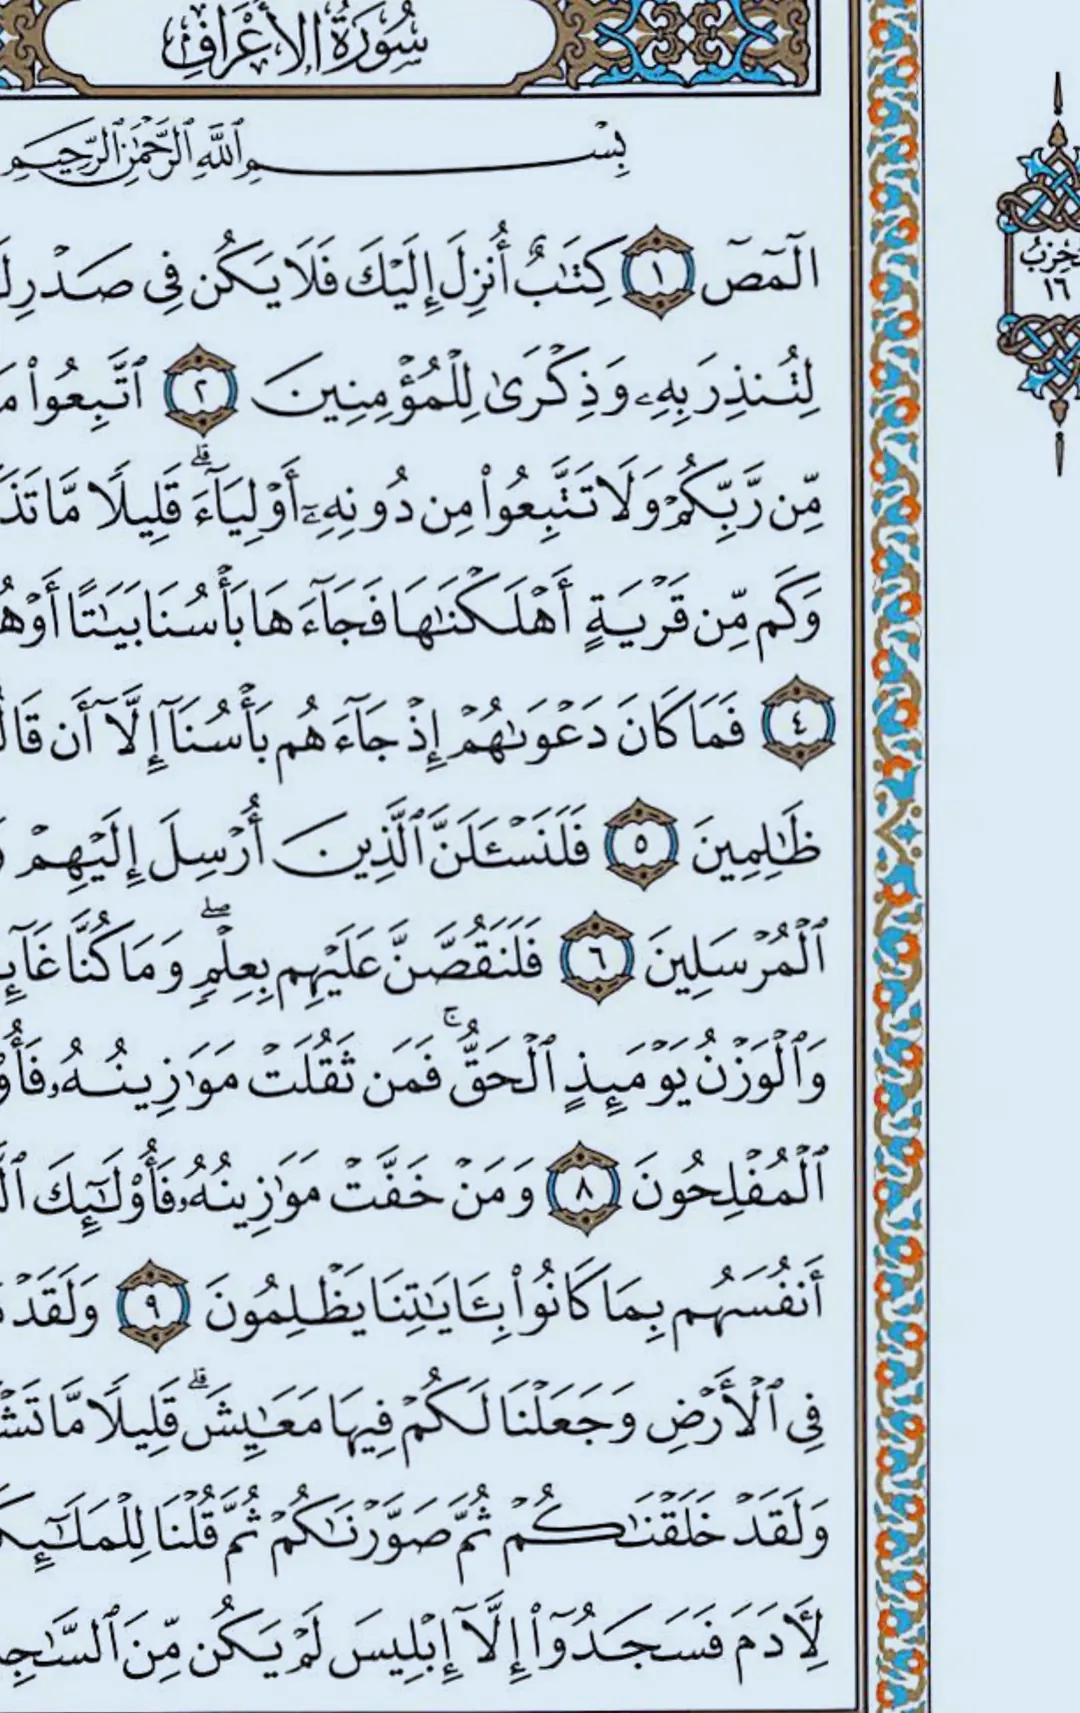 سُورَةُ الأَعْرَافِ
بِسْمِ ٱللَّهِ ٱلرَّحْمَٰنِ ٱلرَّحِيمِ
الٓمٓصٓ ١ كِتَٰبٌ أُنزِلَ إِلَيْكَ فَلَا يَكُن فِى صَدْرِكَ
لِتُنذِرَ بِهِۦ وَذِكْرَىٰ لِلْمُؤْمِنِينَ ٢ ٱتَّبِعُوا۟
مِّن رَّبِّكُمْ وَلَا تَتَّبِعُوا۟ مِن دُونِهِۦٓ أَوْلِيَآءَ ۗ قَلِيلًا مَّا
وَكَم مِّن قَرْيَةٍ أَهْلَكْنَٰهَا فَجَآءَهَا بَأْسُنَا بَيَٰتًا أَوْ
٤ فَمَا كَانَ دَعْوَىٰهُمْ إِذْ جَآءَهُم بَأْسُنَآ إِلَّآ أَن
ظَٰلِمِينَ ٥ فَلَنَسْـَٔلَنَّ ٱلَّذِينَ أُرْسِلَ إِلَيْهِمْ
ٱلْمُرْسَلِينَ ٦ فَلَنَقُصَّنَّ عَلَيْهِم بِعِلْمٍ ۖ وَمَا كُنَّا
وَٱلْوَزْنُ يَوْمَئِذٍ ٱلْحَقُّ ۚ فَمَن ثَقُلَتْ مَوَٰزِينُهُۥ
ٱلْمُفْلِحُونَ ٨ وَمَنْ خَفَّتْ مَوَٰزِينُهُۥ فَأُو۟لَٰٓئِكَ
أَنفُسَهُم بِمَا كَانُوا۟ بِـَٔايَٰتِنَا يَظْلِمُونَ ٩ وَلَقَدْ
فِى ٱلْأَرْضِ وَجَعَلْنَا لَكُمْ فِيهَا مَعَٰيِشَ ۗ قَلِيلًا مَّا
وَلَقَدْ خَلَقْنَٰكُمْ ثُمَّ صَوَّرْنَٰكُمْ ثُمَّ قُلْنَا
لِـَٔادَمَ فَسَجَدُوٓا۟ إِلَّآ إِبْلِيسَ لَمْ يَكُن مِّنَ
الحِزْبُ
١٦